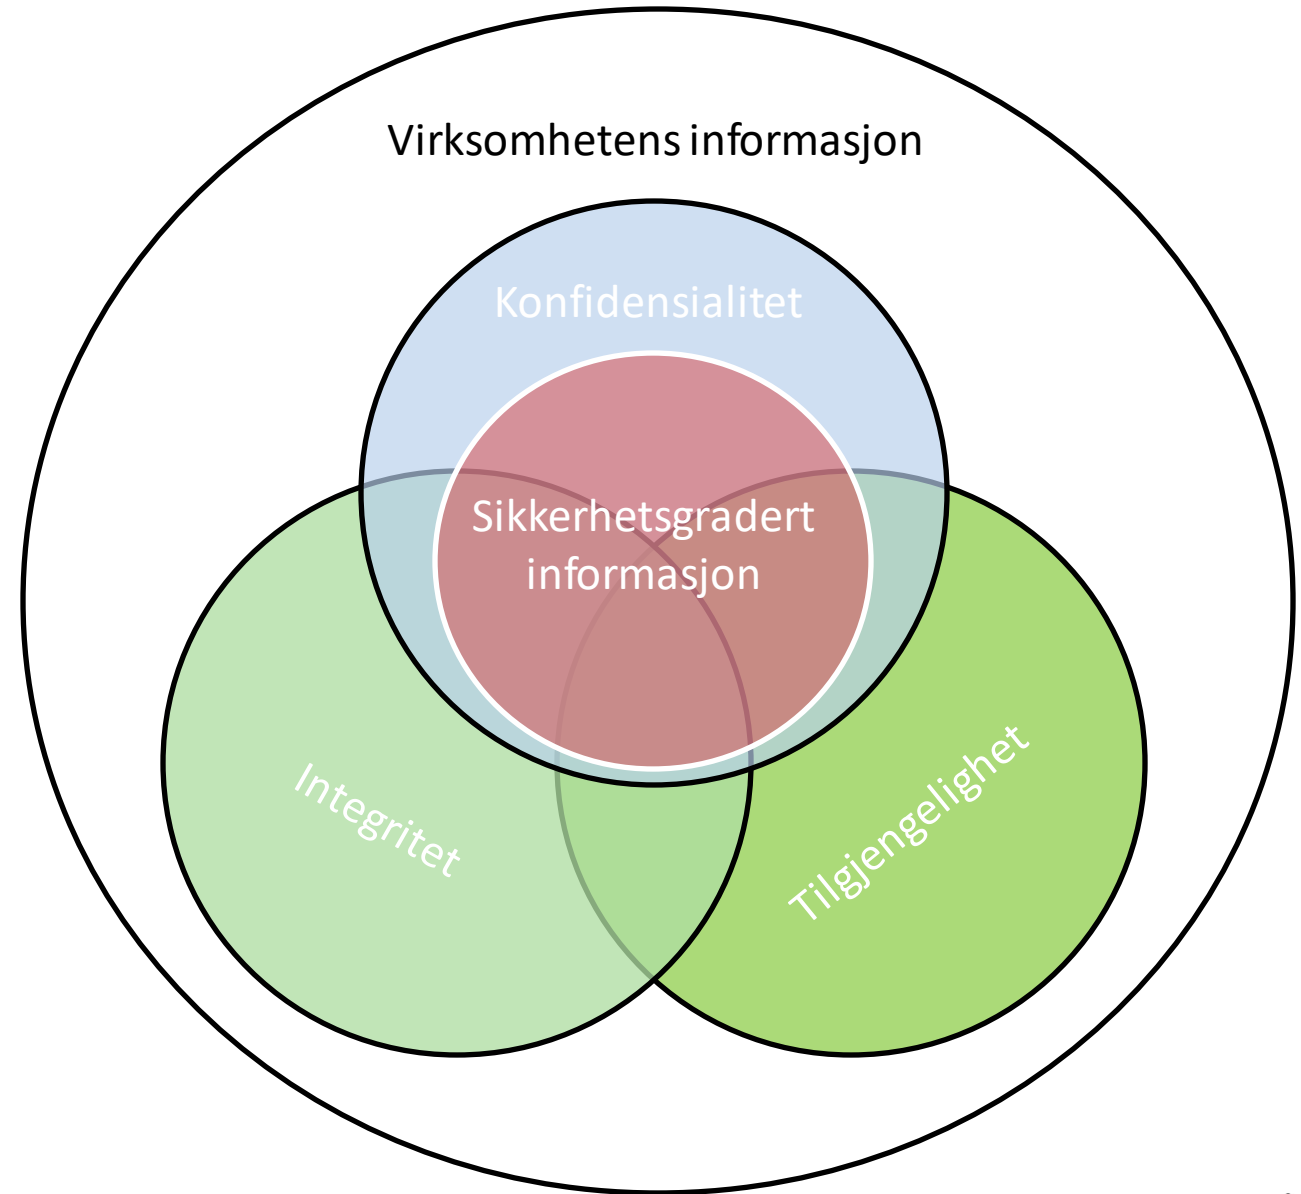 Virksomhetens informasjon
Konfidensialitet
Sikkerhetsgradert
informasjon
Integritet
Tilgjengelighet